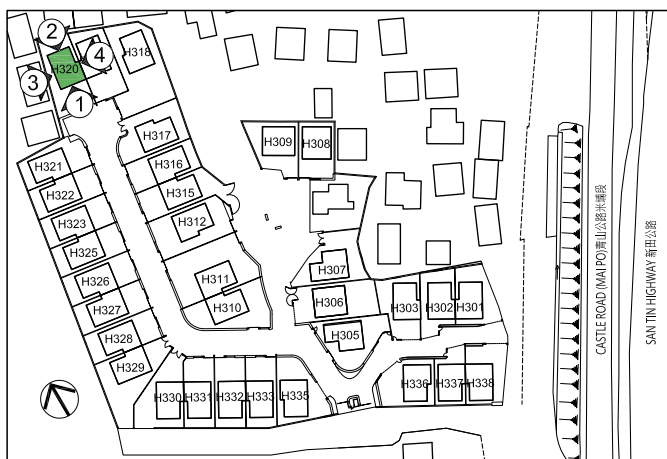 2
H318
H320
4
3
1
H317
H309
H308
H316
H321
H315
H322
H312
H323
H325
H307
H311
H326
H306
H303
H302
H301
H310
H327
H305
H328
H329
H336
H337
H338
H330
H331
H332
H333
H335
CASTLE ROAD (MAI PO)青山公路米埔段
SAN TIN HIGHWAY 新田公路